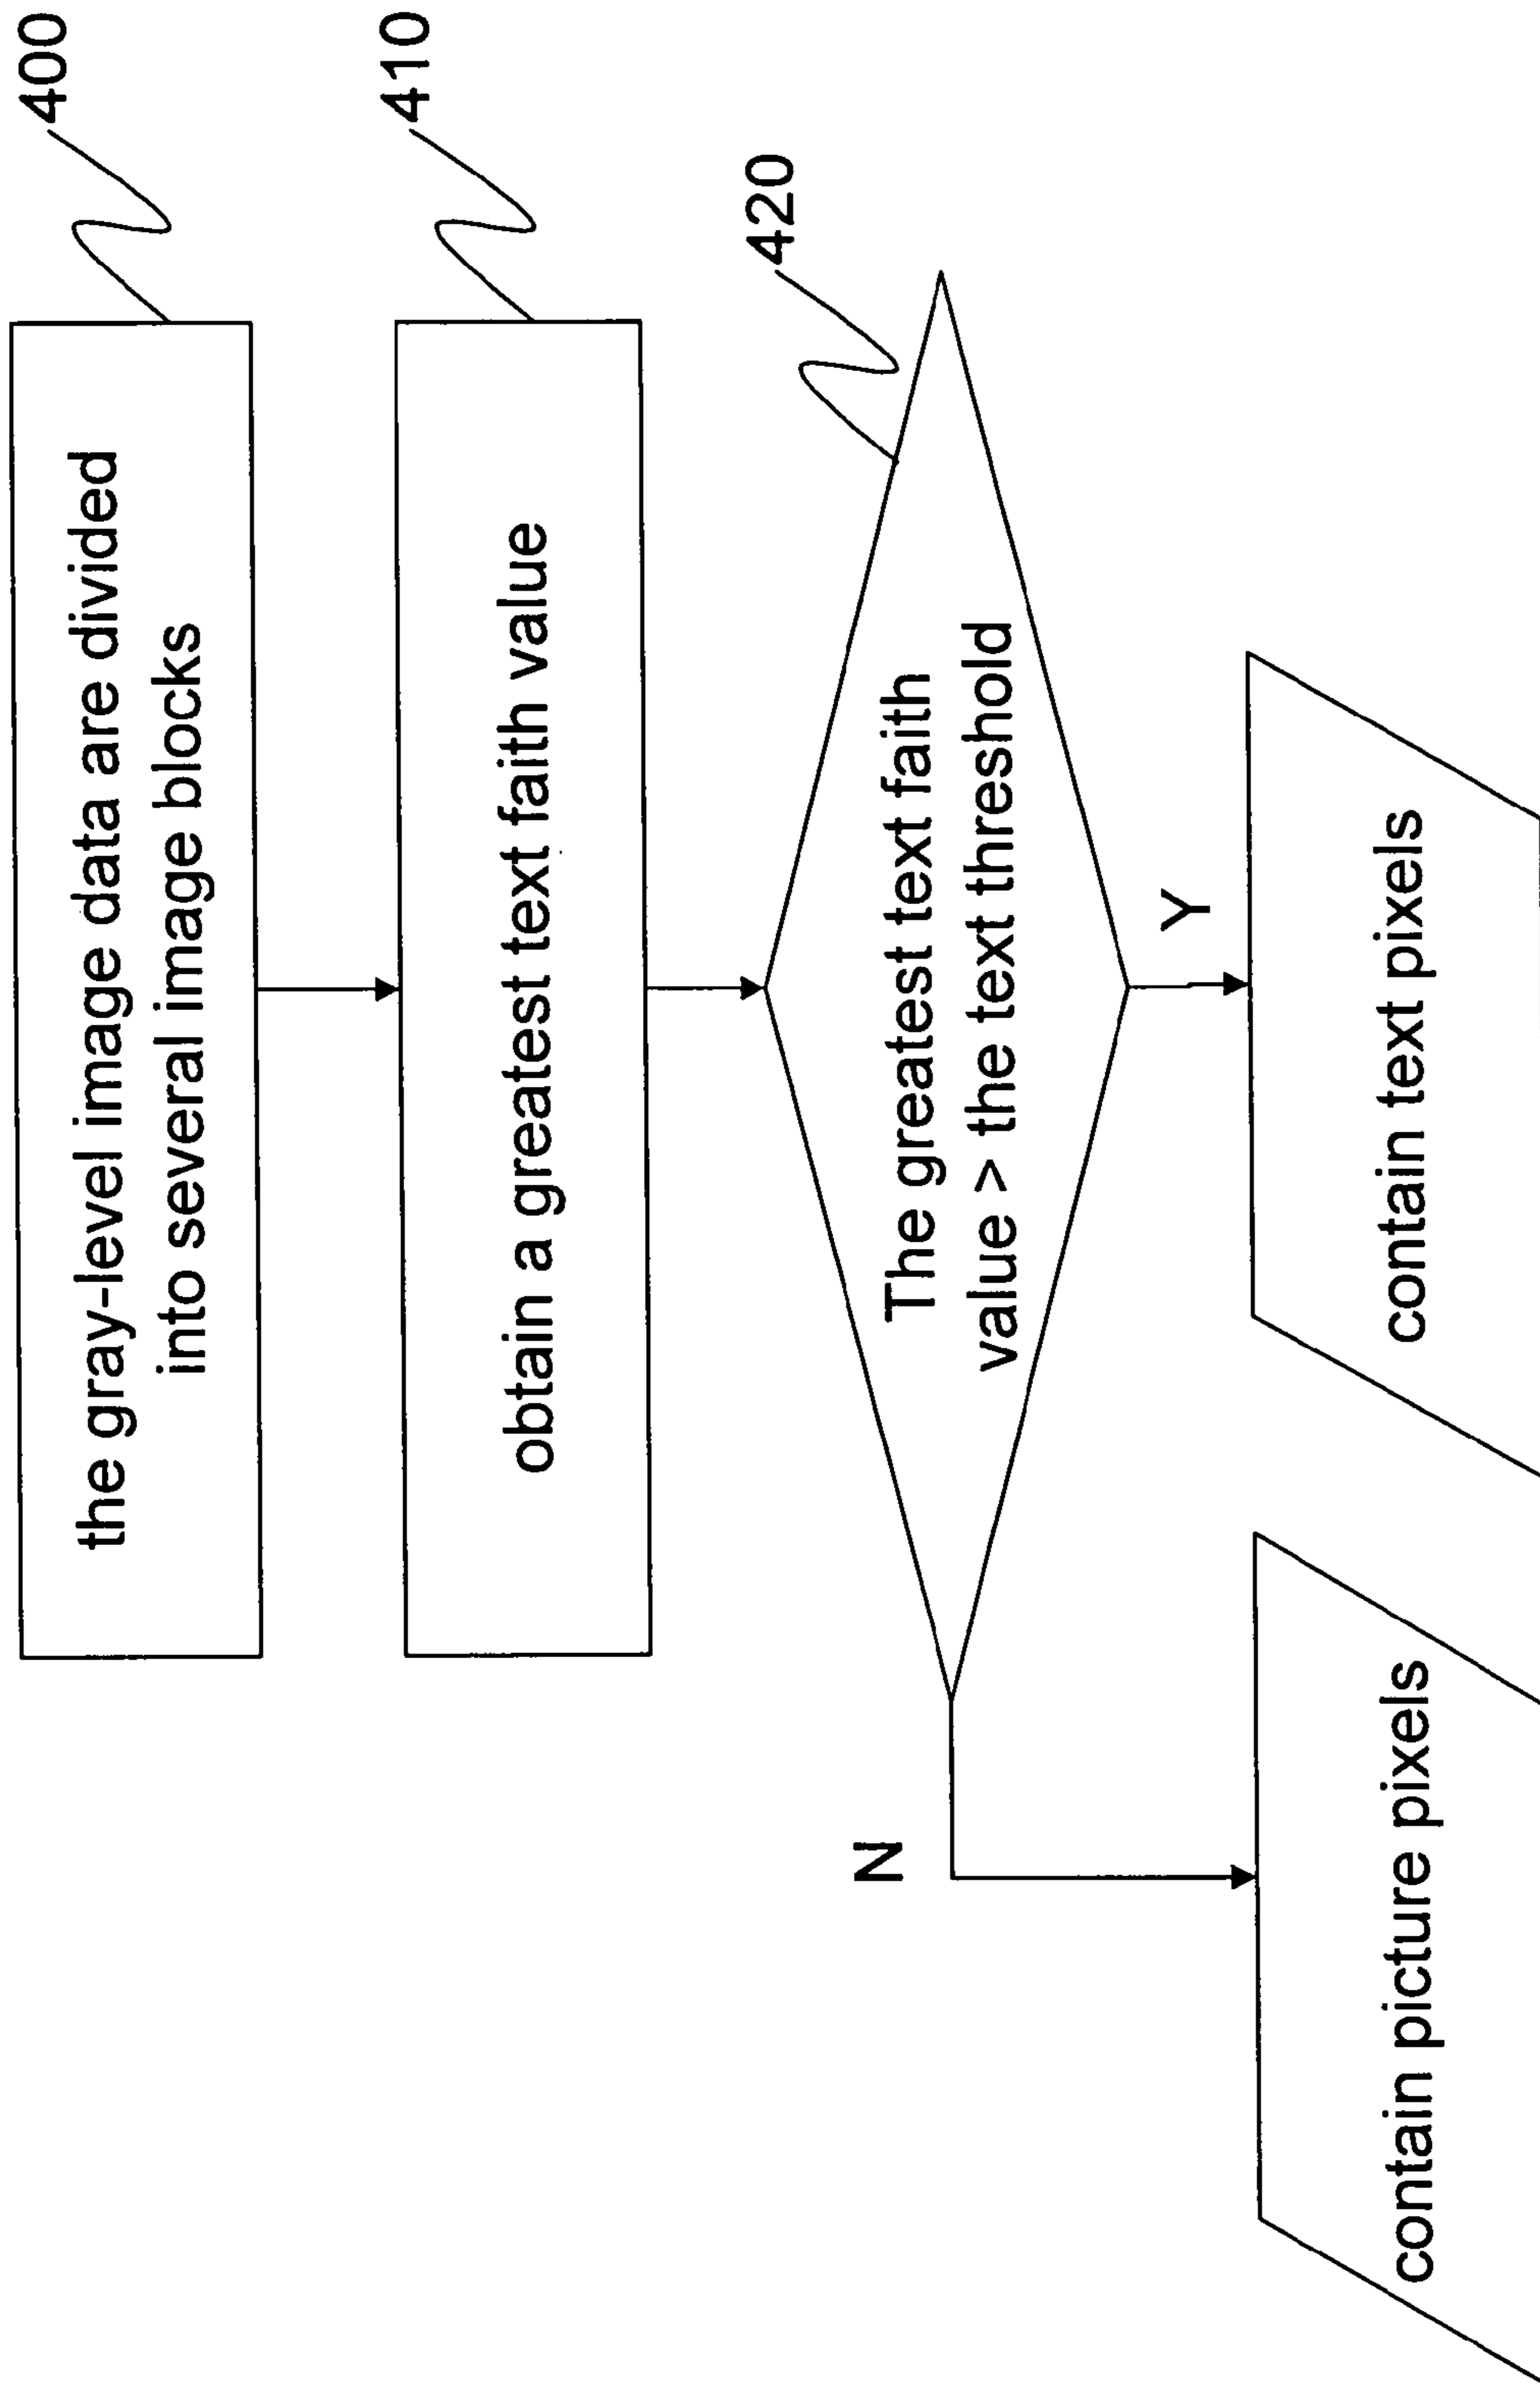 400
the gray-level image data are divided
into several image blocks
410
obtain a greatest text faith value
420
The greatest text faith
value > the text threshold
N
Y
contain picture pixels
contain text pixels